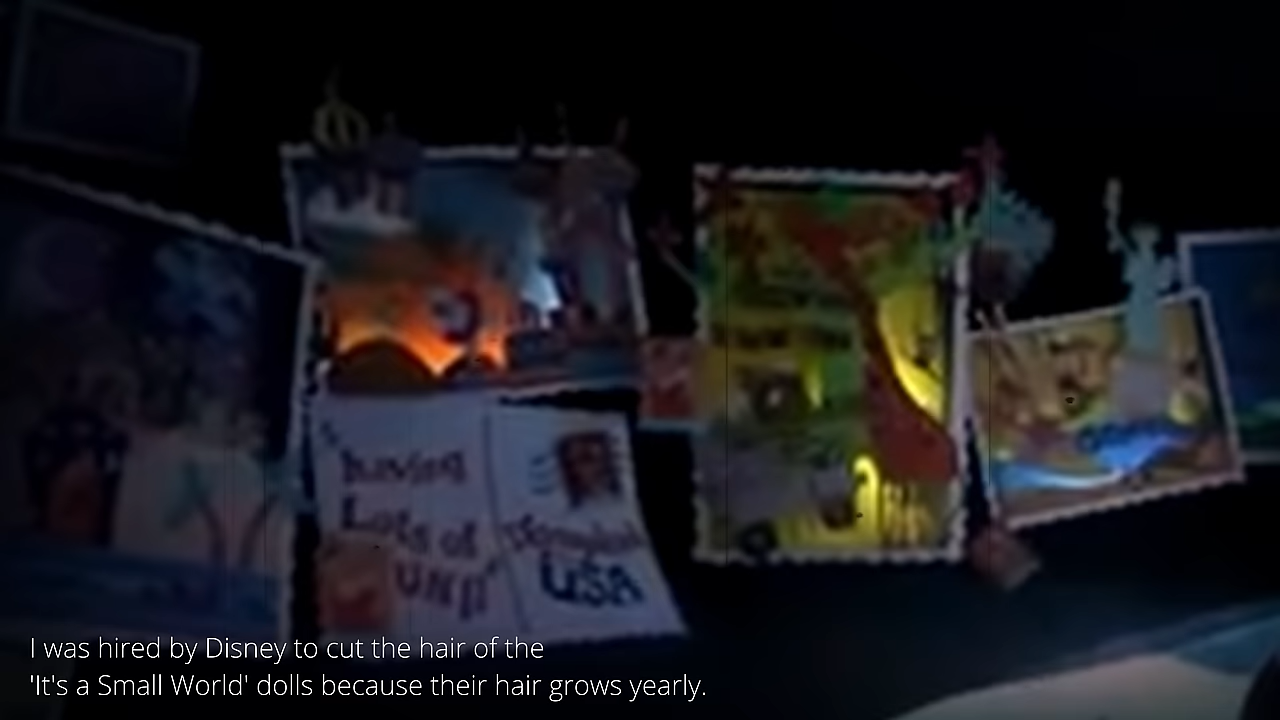 "having
Lots of
USA
I was hired by Disney to cut the hair of the
'It's a Small World' dolls because their hair grows yearly.